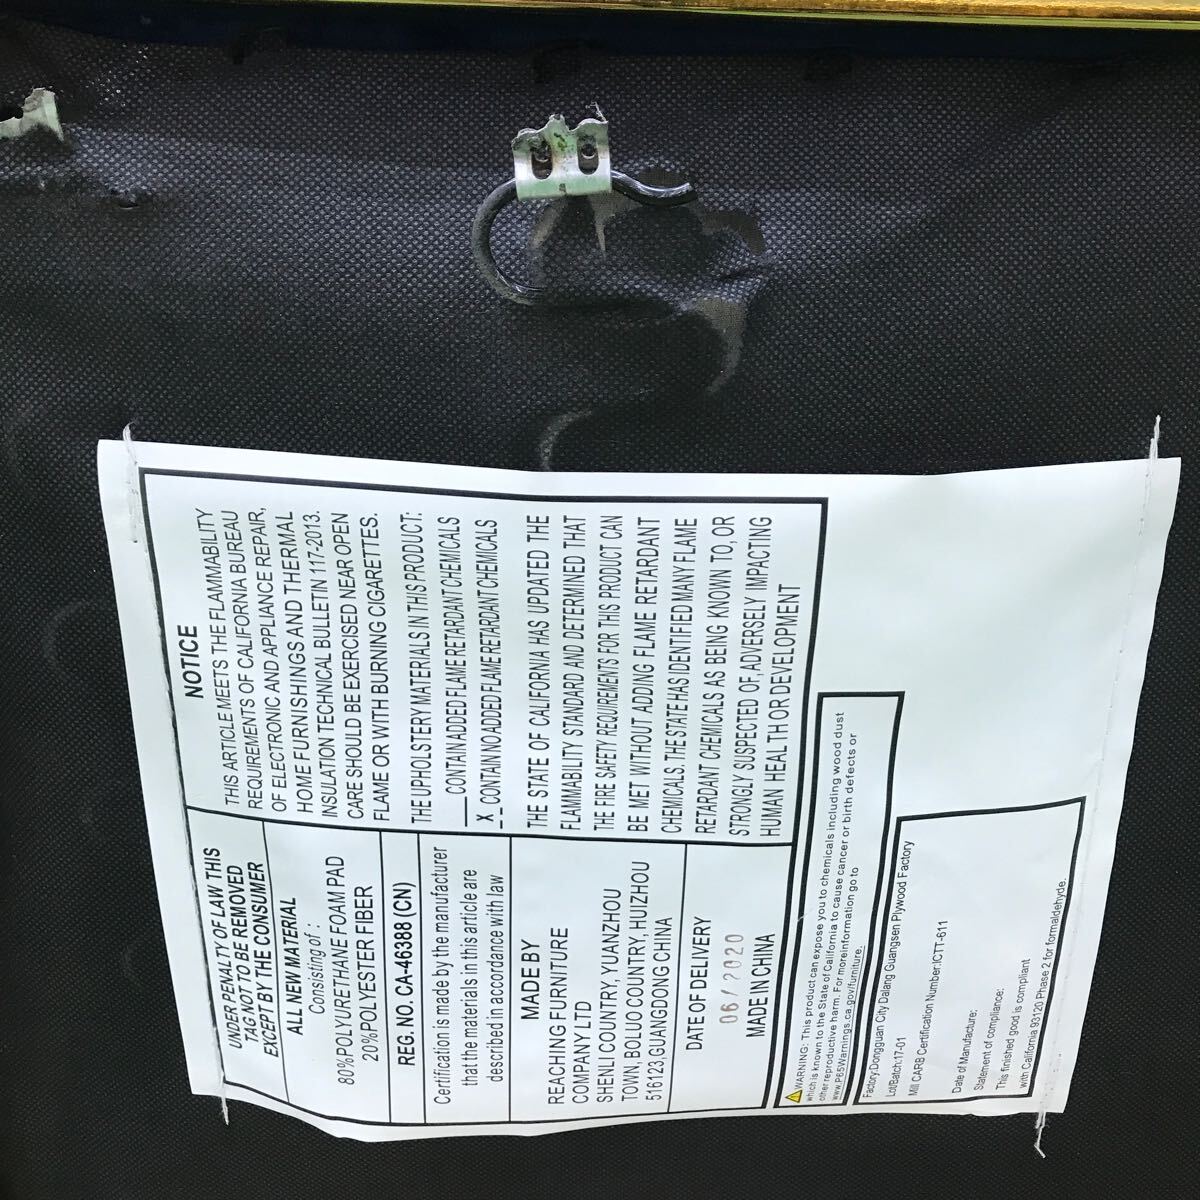 UNDER PENALTY OF LAW THIS
TAG NOT TO BE REMOVED
EXCEPT BY THE CONSUMER
ALL NEW MATERIAL
Consisting of :
80%POLYURETHANE FOAM PAD
20%POLYESTER FIBER
REG. NO. CA-46388 (CN)
Certification is made by the manufacturer
that the materials in this article are
described in accordance with law
MADE BY
REACHING FURNITURE
COMPANY LTD
SHENLI COUNTRY, YUANZHOU
TOWN, BOLUO COUNTRY, HUIZHOU
516123,GUANGDONG CHINA
DATE OF DELIVERY
06/2020
MADE IN CHINA
NOTICE
THIS ARTICLE MEETS THE FLAMMABILITY
REQUIREMENTS OF CALIFORNIA BUREAU
OF ELECTRONIC AND APPLIANCE REPAIR,
HOME FURNISHINGS AND THERMAL
INSULATION TECHNICAL BULLETIN 117-2013.
CARE SHOULD BE EXERCISED NEAR OPEN
FLAME OR WITH BURNING CIGARETTES.
THE UPHOLSTERY MATERIALS IN THIS PRODUCT:
___ CONTAIN ADDED FLAME RETARDANT CHEMICALS
X CONTAIN NO ADDED FLAME RETARDANT CHEMICALS
THE STATE OF CALIFORNIA HAS UPDATED THE
FLAMMABILITY STANDARD AND DETERMINED THAT
THE FIRE SAFETY REQUIREMENTS FOR THIS PRODUCT CAN
BE MET WITHOUT ADDING FLAME RETARDANT
CHEMICALS.THE STATE HAS IDENTIFIED MANY FLAME
RETARDANT CHEMICALS AS BEING KNOWN TO, OR
STRONGLY SUSPECTED OF,ADVERSELY IMPACTING
HUMAN HEALTH OR DEVELOPMENT
WARNING: This product can expose you to chemicals including wood dust
which is known to the State of California to cause cancer or birth defects or
other reproductive harm. For moreinformation go to
www.P65Warnings.ca.gov/furniture.
Factory:Dongguan City Dalang Guangsen Plywood Factory
Lot/Batch:17-01
Mill CARB Certification Number:ICTT-611
Date of Manufacture:
Statement of compliance:
This finished good is compliant
with California 93120 Phase 2 for formaldehyde.